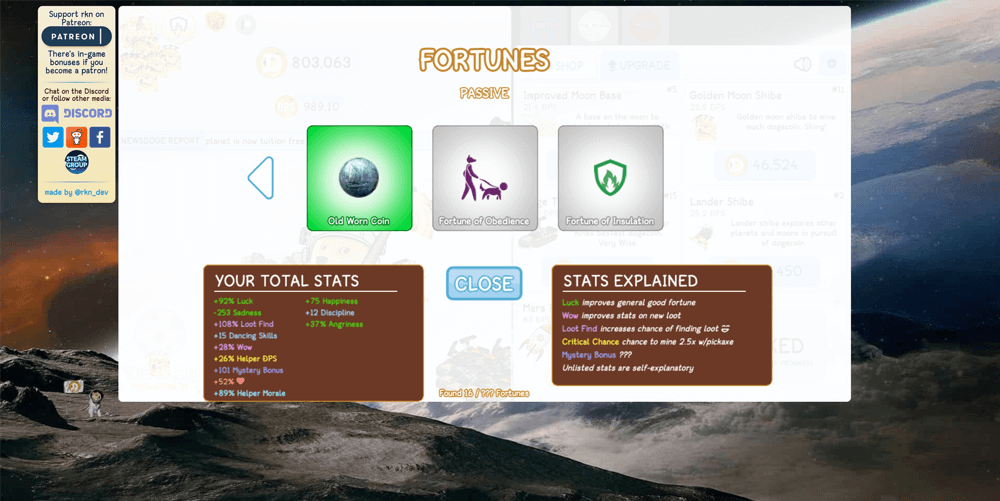 Support rkn on
Patreon:
PATREON
There's in-game
bonuses if you
become a patron!
Chat on the Discord
or follow other media:
DISCORD
STEAM
GROUP
made by @rkn_dev
803,063
989.10
NEWSDOGE REPORT planet is now tuition free
SHOP
UPGRADE
FORTUNES
PASSIVE
Improved Moon Base
#5
A base on the moon to
Golden Moon Shibe
#11
Golden moon shibe to mine
much dogecoin. Shing!
46,524
#15
Very Wise.
Lander Shibe
#2
Lander shibe explores other
planets and moons in pursuit
of dogecoin.
450
Old Worn Coin
Fortune of Obedience
Fortune of Insulation
YOUR TOTAL STATS
+92% Luck
-253 Sadness
+108% Loot Find
+15 Dancing Skills
+28% Wow
+26% Helper ÐPS
+101 Mystery Bonus
+52% ❤
+89% Helper Morale
+75 Happiness
+12 Discipline
+37% Angriness
CLOSE
STATS EXPLAINED
Luck improves general good fortune
Wow improves stats on new loot
Loot Find increases chance of finding loot
Critical Chance chance to mine 2.5x w/pickaxe
Mystery Bonus ???
Unlisted stats are self-explanatory
Found 16 / ??? Fortunes